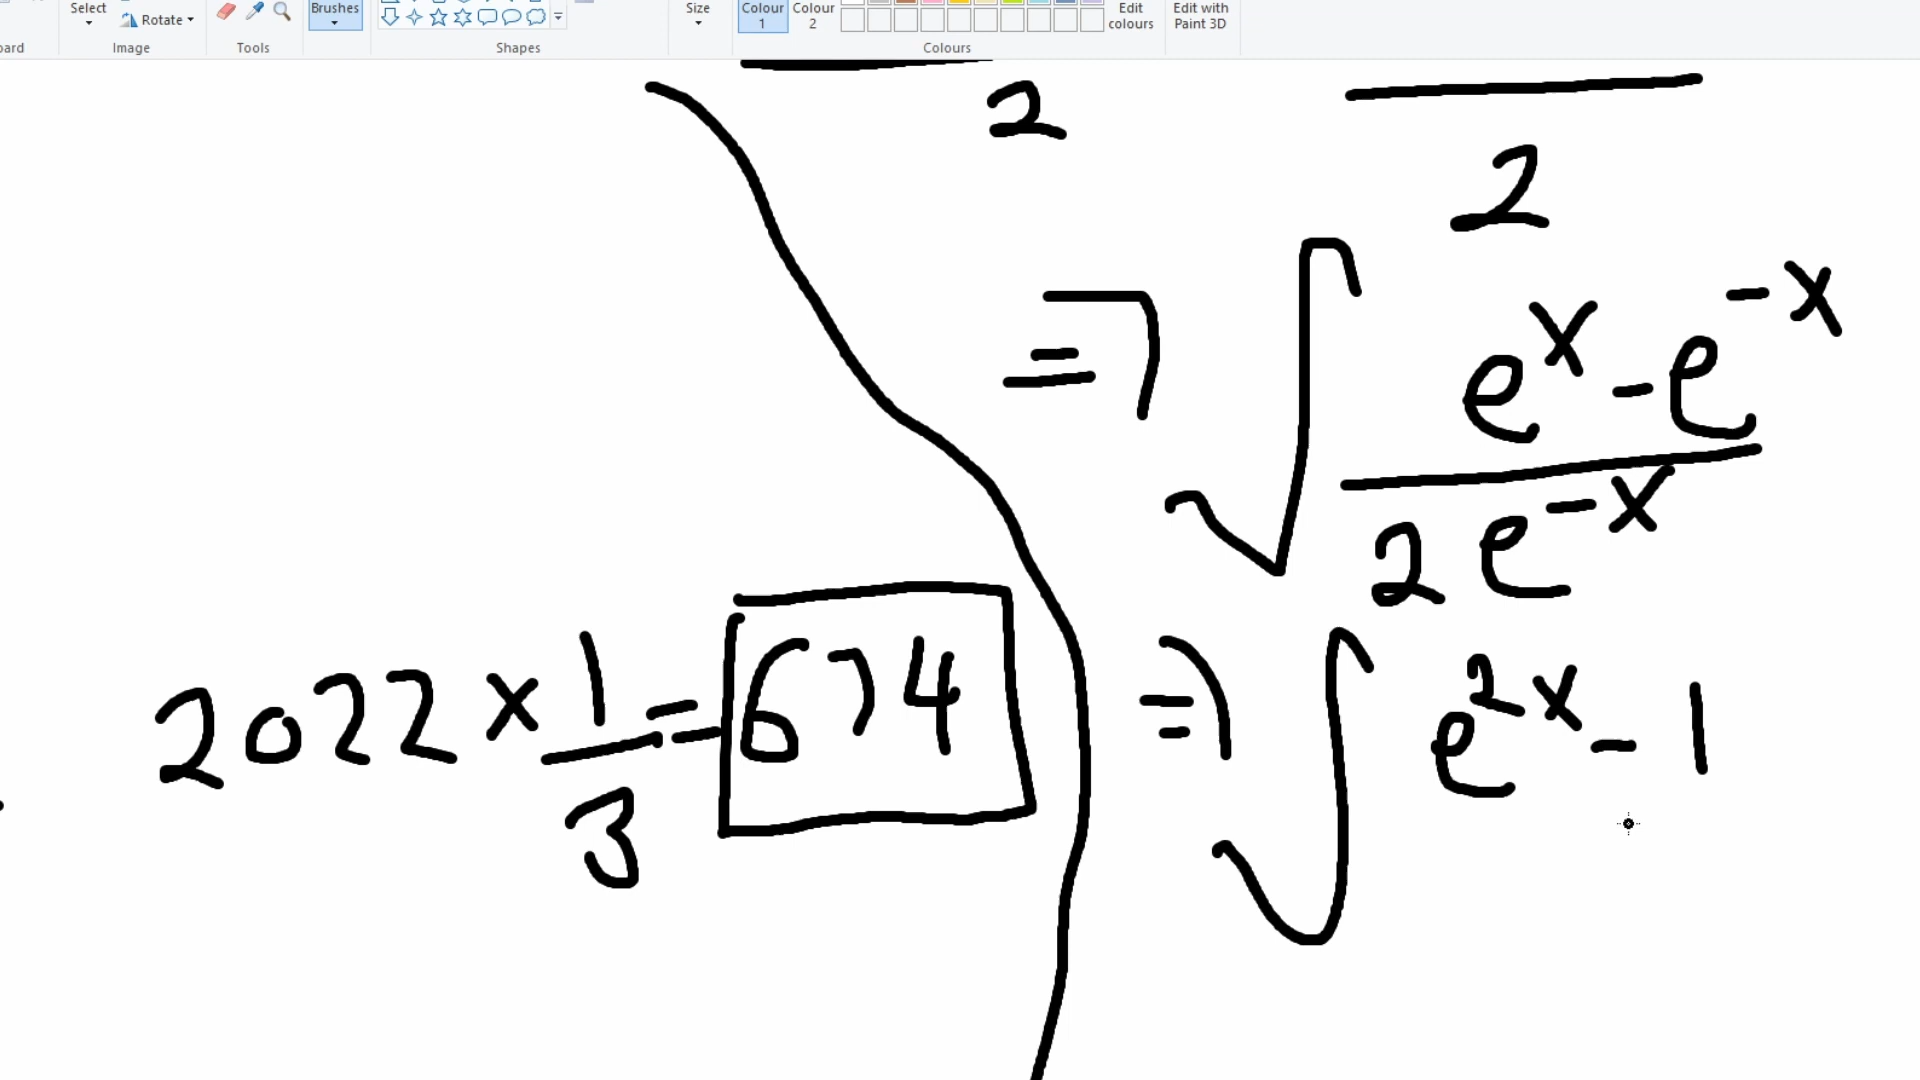 Select Rotate Brushes Size Colour 1 Colour 2 Edit colours Edit with Paint 3D
Image Tools Shapes Colours
2
2
=> ∫ (e^x - e^-x) / (2e^-x)
2022 × 1/3 = 674
=> ∫ e^2x - 1